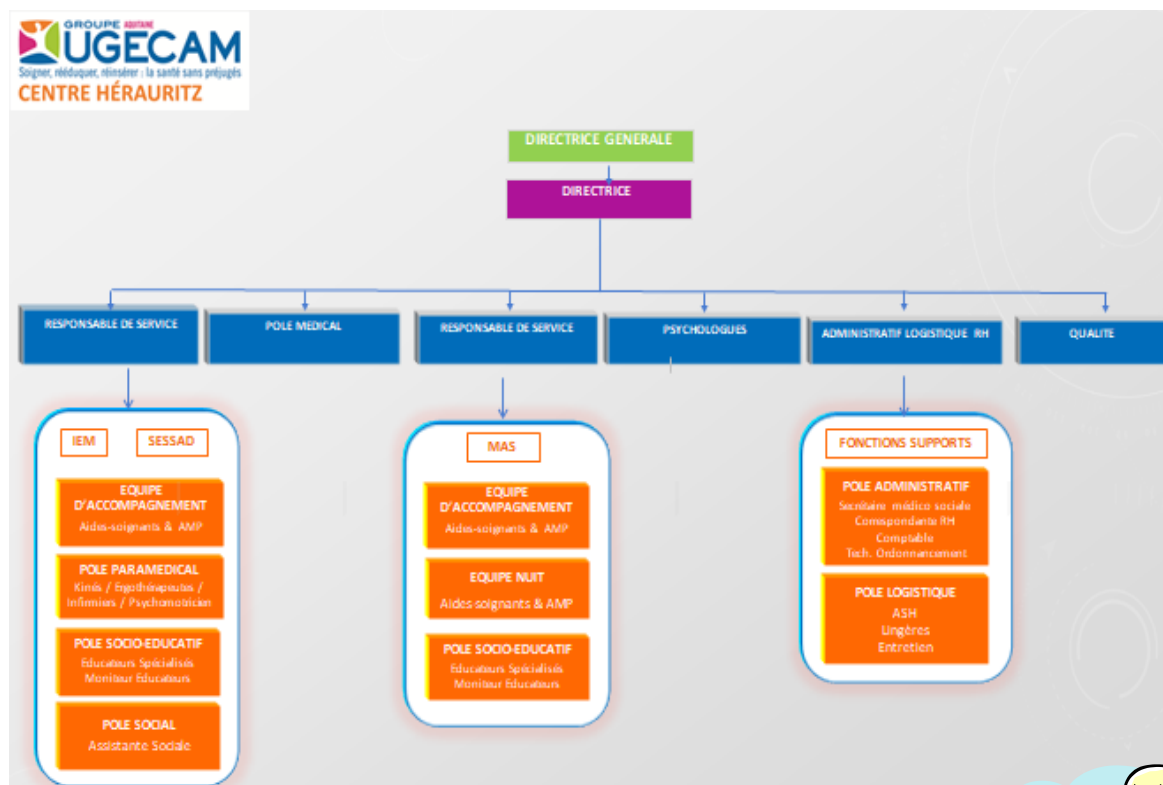 GROUPE AQUITAINE
UGECAM
Soigner, rééduquer, réinsérer : la santé sans préjugés
CENTRE HÉRAURITZ
DIRECTRICE GENERALE
DIRECTRICE
RESPONSABLE DE SERVICE
POLE MEDICAL
RESPONSABLE DE SERVICE
PSYCHOLOGUES
ADMINISTRATIF LOGISTIQUE RH
QUALITE
IEM
SESSAD
EQUIPE
D'ACCOMPAGNEMENT
Aides-soignants & AMP
POLE PARAMEDICAL
Kinés / Ergothérapeutes /
Infirmiers / Psychomotricien
POLE SOCIO-EDUCATIF
Educateurs Spécialisés
Moniteur Educateurs
POLE SOCIAL
Assistante Sociale
MAS
EQUIPE
D'ACCOMPAGNEMENT
Aides-soignants & AMP
EQUIPE NUIT
Aides-soignants & AMP
POLE SOCIO-EDUCATIF
Educateurs Spécialisés
Moniteur Educateurs
FONCTIONS SUPPORTS
POLE ADMINISTRATIF
Secrétaire médico sociale
Correspondante RH
Comptable
Tech. Ordonnancement
POLE LOGISTIQUE
ASH
Lingères
Entretien